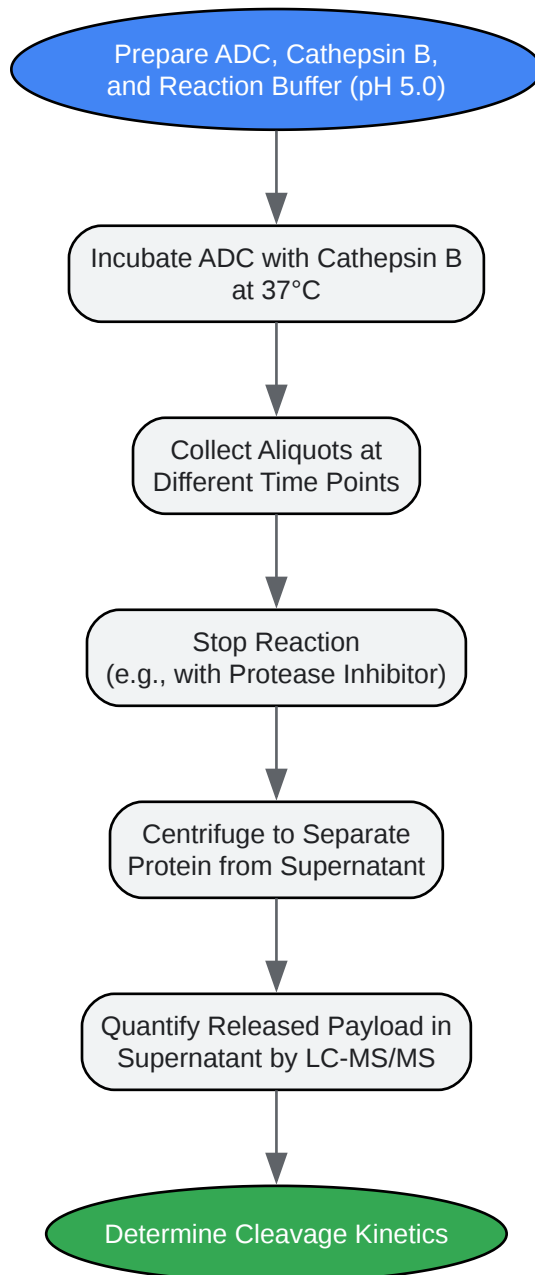 Prepare ADC, Cathepsin B,
and Reaction Buffer (pH 5.0)
Incubate ADC with Cathepsin B
at 37°C
Collect Aliquots at
Different Time Points
Stop Reaction
(e.g., with Protease Inhibitor)
Centrifuge to Separate
Protein from Supernatant
Quantify Released Payload in
Supernatant by LC-MS/MS
Determine Cleavage Kinetics